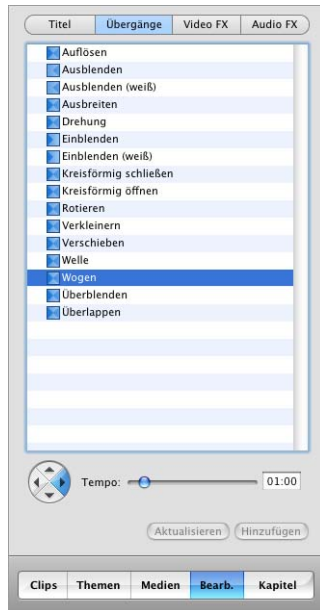 Titel Übergänge Video FX Audio FX
Auflösen
Ausblenden
Ausblenden (weiß)
Ausbreiten
Drehung
Einblenden
Einblenden (weiß)
Kreisförmig schließen
Kreisförmig öffnen
Rotieren
Verkleinern
Verschieben
Welle
Wogen
Überblenden
Überlappen
Tempo: 01:00
Aktualisieren Hinzufügen
Clips Themen Medien Bearb. Kapitel